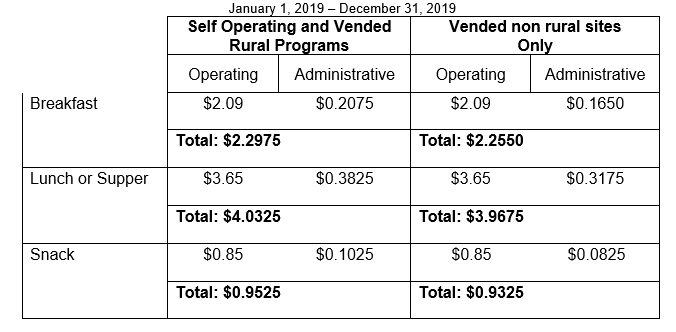 January 1, 2019 – December 31, 2019
Self Operating and Vended Vended non rural sites
Rural Programs Only
Operating Administrative Operating Administrative
Breakfast $2.09 $0.2075 $2.09 $0.1650
Total: $2.2975 Total: $2.2550
Lunch or Supper $3.65 $0.3825 $3.65 $0.3175
Total: $4.0325 Total: $3.9675
Snack $0.85 $0.1025 $0.85 $0.0825
Total: $0.9525 Total: $0.9325